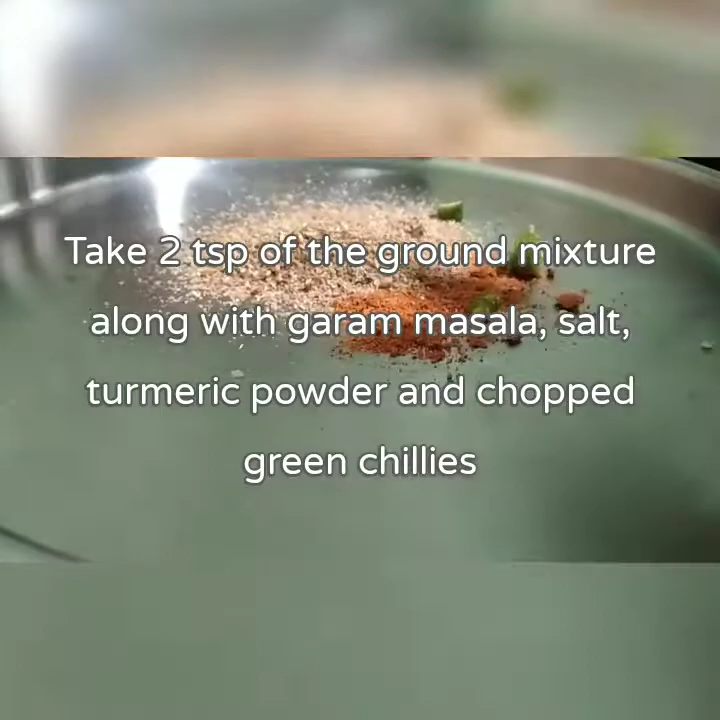 Take 2 tsp of the ground mixture
along with garam masala, salt,
turmeric powder and chopped
green chillies